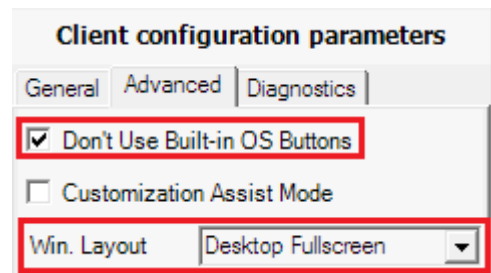 Client configuration parameters
General Advanced Diagnostics
Don't Use Built-in OS Buttons
Customization Assist Mode
Win. Layout Desktop Fullscreen